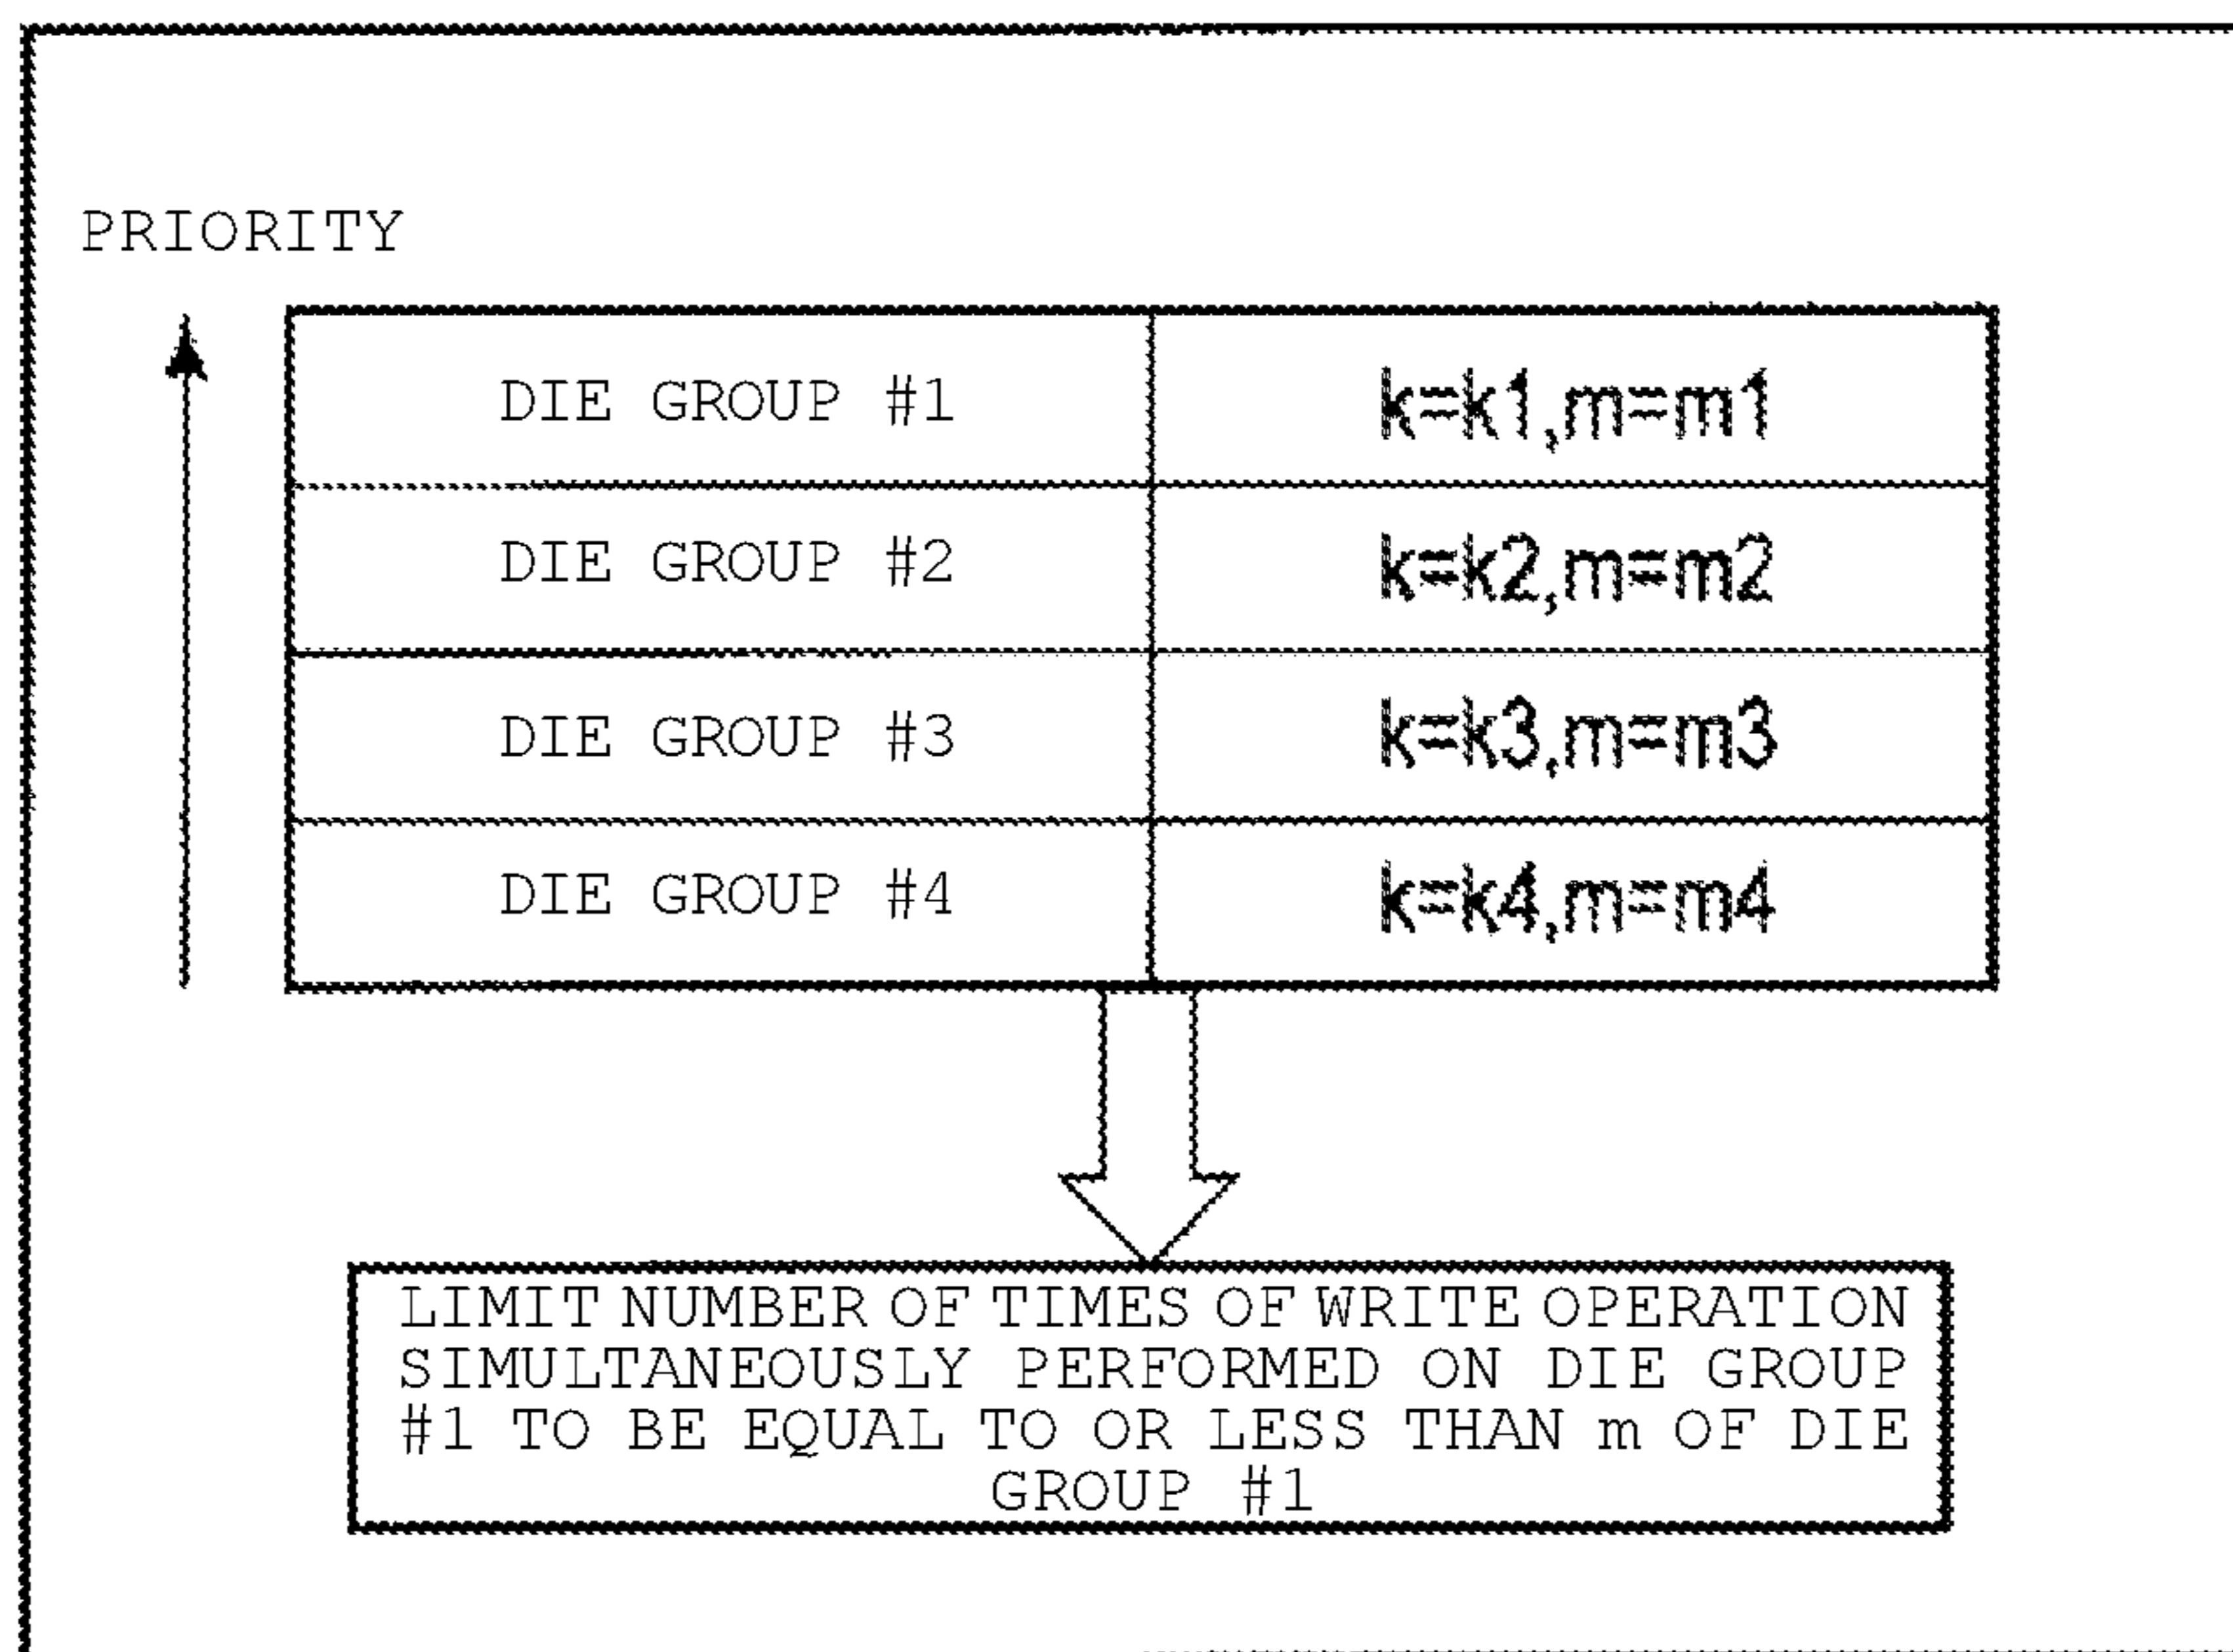 PRIORITY
DIE GROUP #1 k=k1,m=m1
DIE GROUP #2 k=k2,m=m2
DIE GROUP #3 k=k3,m=m3
DIE GROUP #4 k=k4,m=m4
LIMIT NUMBER OF TIMES OF WRITE OPERATION
SIMULTANEOUSLY PERFORMED ON DIE GROUP
#1 TO BE EQUAL TO OR LESS THAN m OF DIE
GROUP #1